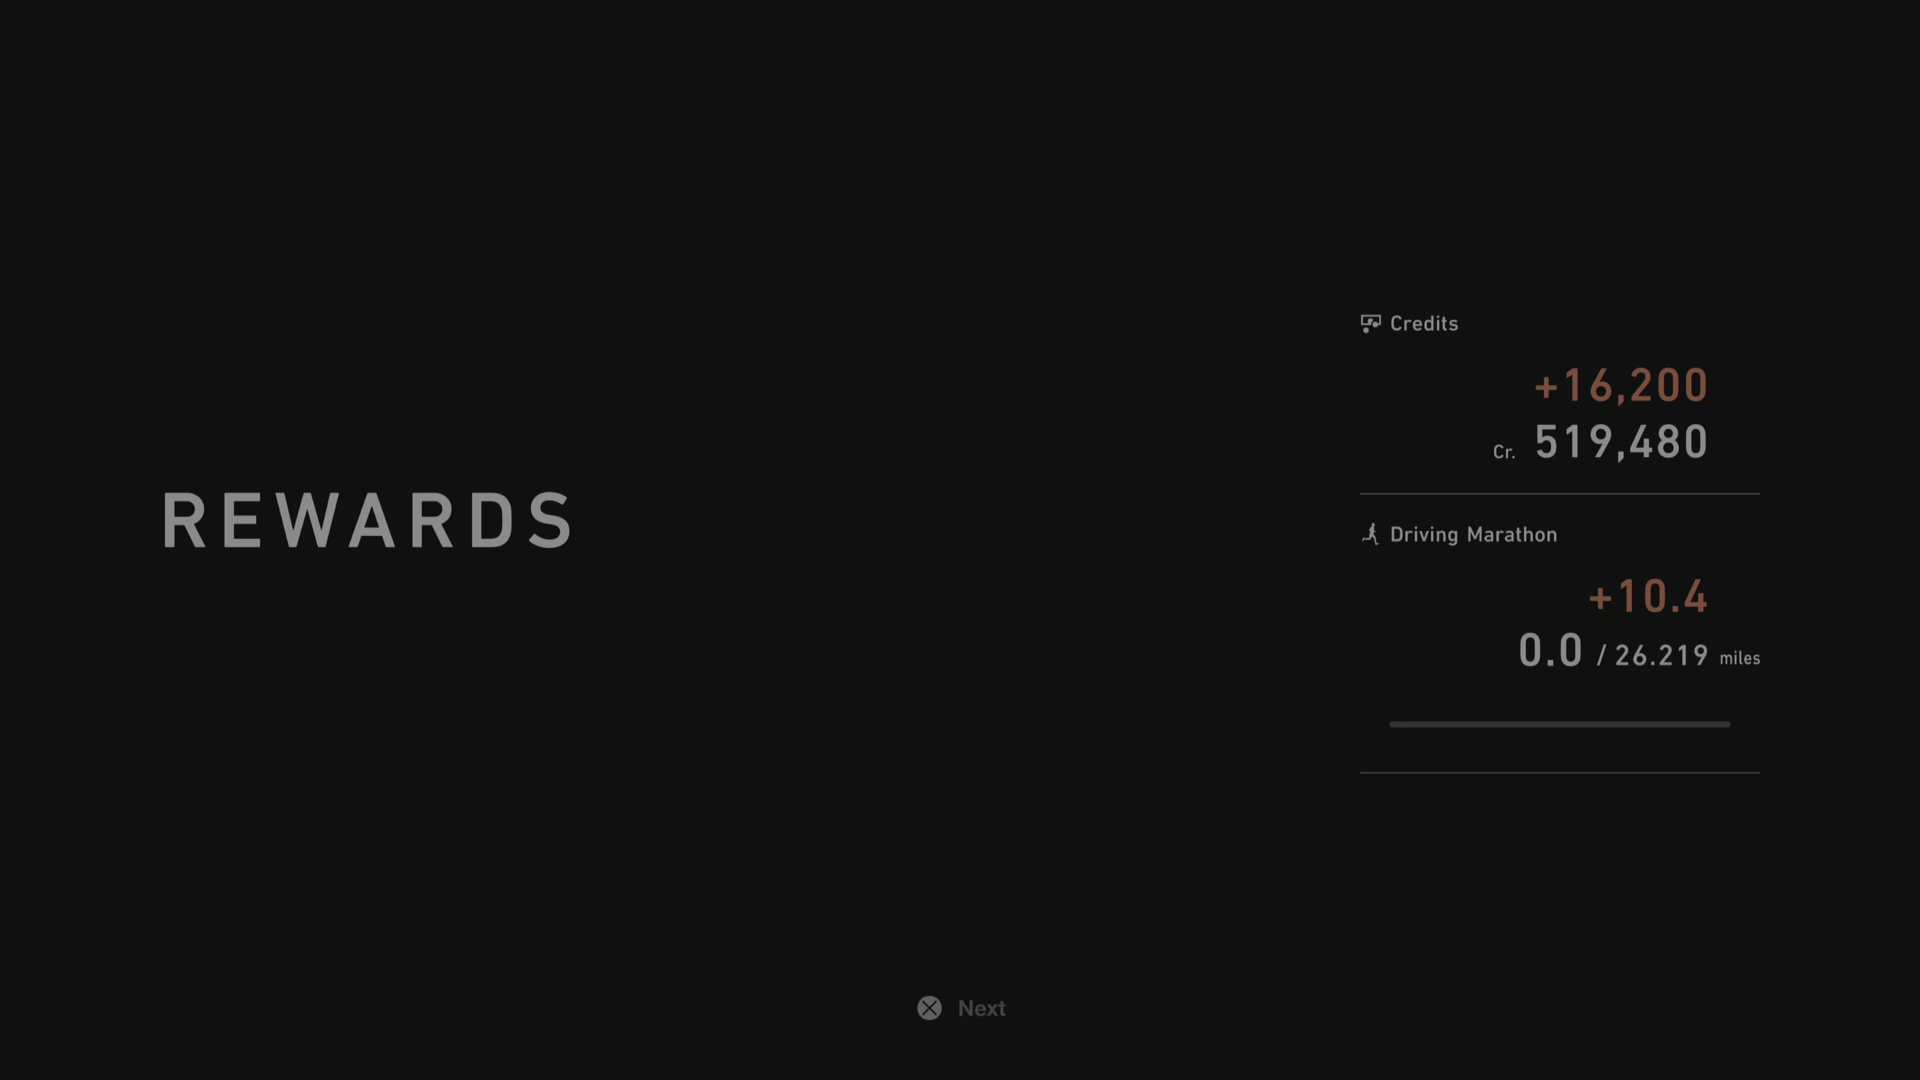 REWARDS
Credits
+16,200
Cr. 519,480
Driving Marathon
+10.4
0.0 / 26.219 miles
Next